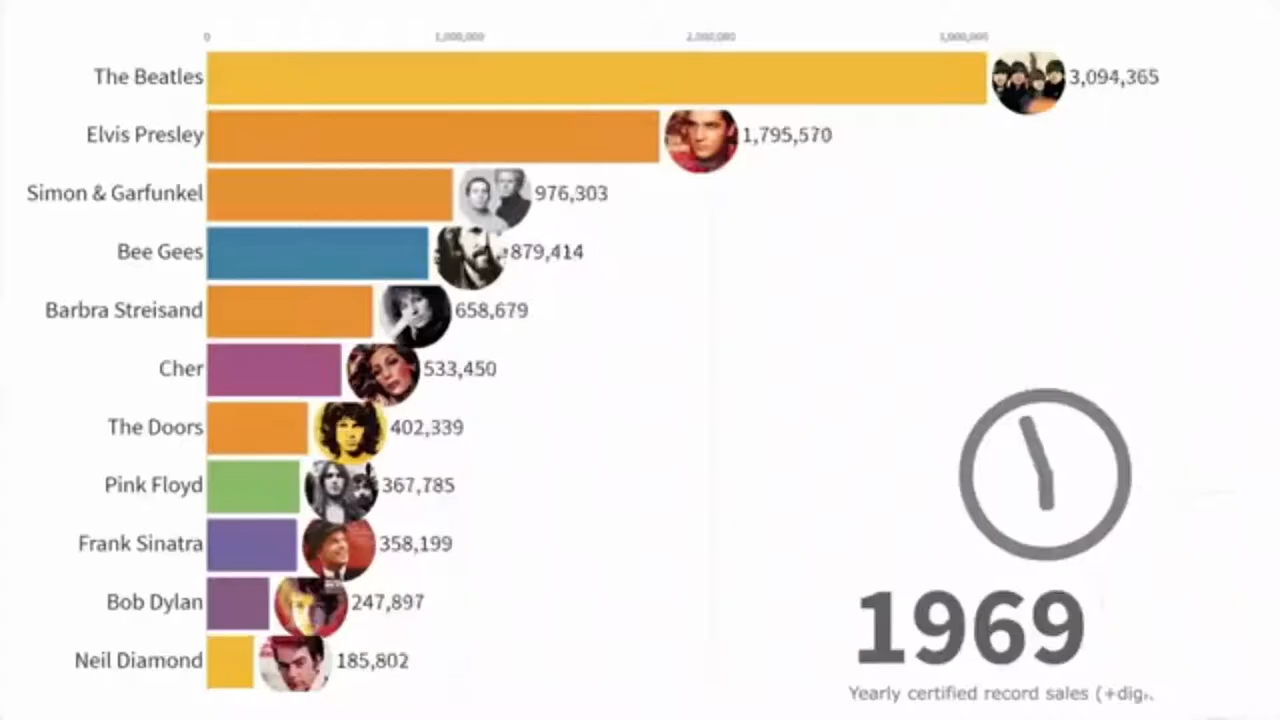 0 1,000,000 2,000,000 3,000,000
The Beatles 3,094,365
Elvis Presley 1,795,570
Simon & Garfunkel 976,303
Bee Gees 879,414
Barbra Streisand 658,679
Cher 533,450
The Doors 402,339
Pink Floyd 367,785
Frank Sinatra 358,199
Bob Dylan 247,897
Neil Diamond 185,802
1969
Yearly certified record sales (+dig